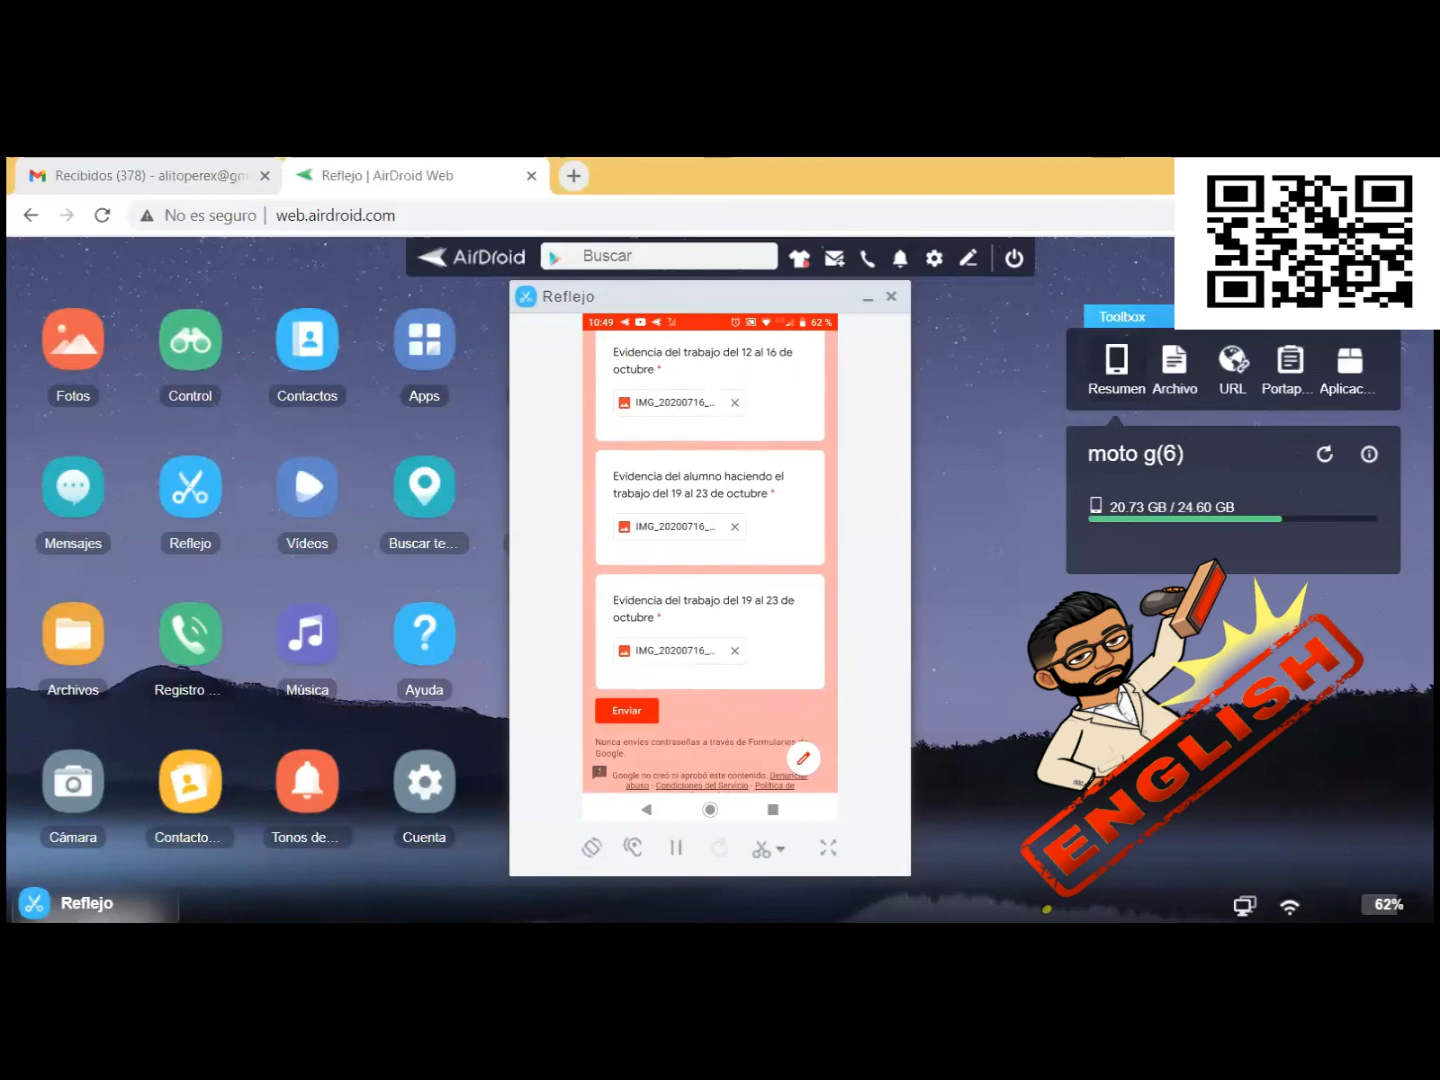 Recibidos (378) - alitoperex@gm
Reflejo | AirDroid Web
No es seguro
web.airdroid.com
AirDroid
Buscar
Reflejo
Toolbox
Resumen
Archivo
URL
Portap...
Aplicac...
moto g(6)
20.73 GB / 24.60 GB
Fotos
Control
Contactos
Apps
Mensajes
Reflejo
Vídeos
Buscar te...
Archivos
Registro ...
Música
Ayuda
Cámara
Contacto...
Tonos de...
Cuenta
10:49
62 %
Evidencia del trabajo del 12 al 16 de
octubre *
IMG_20200716_...
Evidencia del alumno haciendo el
trabajo del 19 al 23 de octubre *
IMG_20200716_...
Evidencia del trabajo del 19 al 23 de
octubre *
IMG_20200716_...
Enviar
Nunca envíes contraseñas a través de Formularios de
Google.
Google no creó ni aprobó este contenido. Denunciar
abuso - Condiciones del Servicio - Política de
ENGLISH
Reflejo
62%